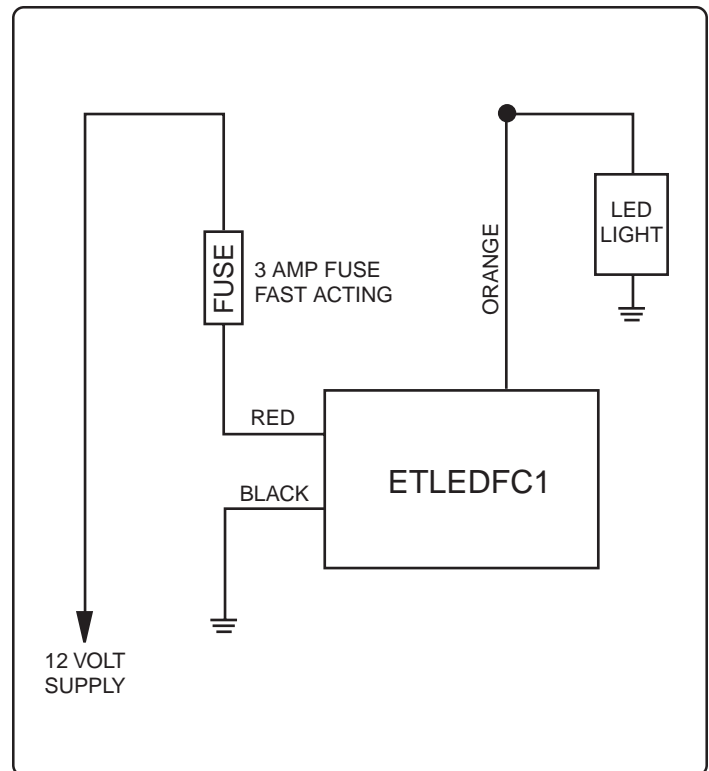 FUSE
3 AMP FUSE
FAST ACTING
ORANGE
LED
LIGHT
RED
BLACK
ETLEDFC1
12 VOLT
SUPPLY